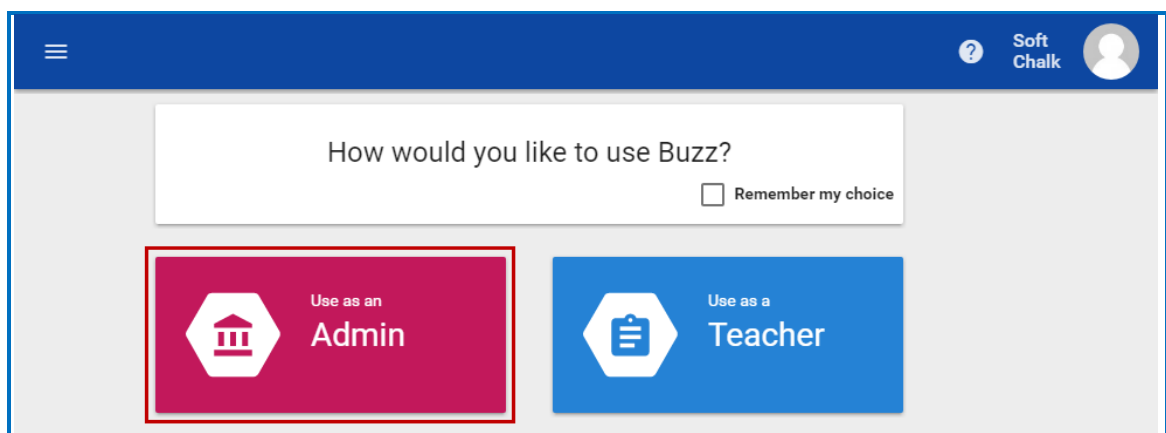 ?
Soft
Chalk
How would you like to use Buzz?
Remember my choice
Use as an
Admin
Use as a
Teacher